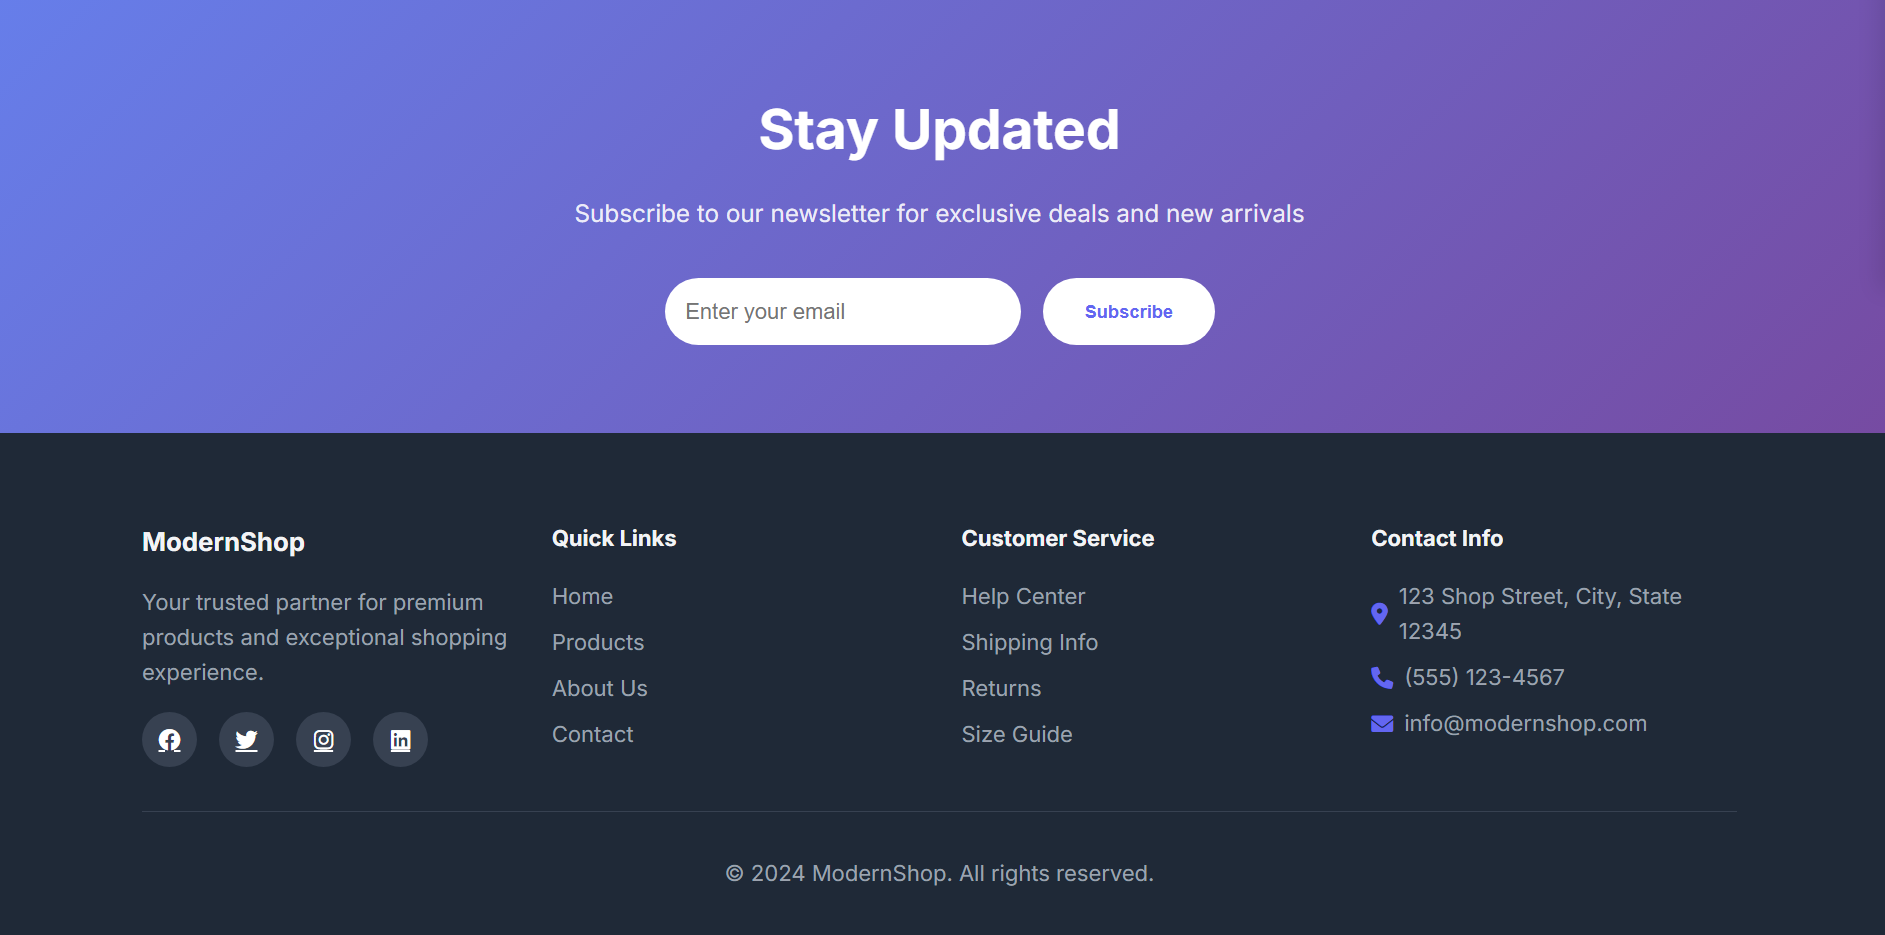 Stay Updated
Subscribe to our newsletter for exclusive deals and new arrivals
Enter your email
Subscribe
ModernShop
Your trusted partner for premium
products and exceptional shopping
experience.
Quick Links
Home
Products
About Us
Contact
Customer Service
Help Center
Shipping Info
Returns
Size Guide
Contact Info
123 Shop Street, City, State
12345
(555) 123-4567
info@modernshop.com
© 2024 ModernShop. All rights reserved.